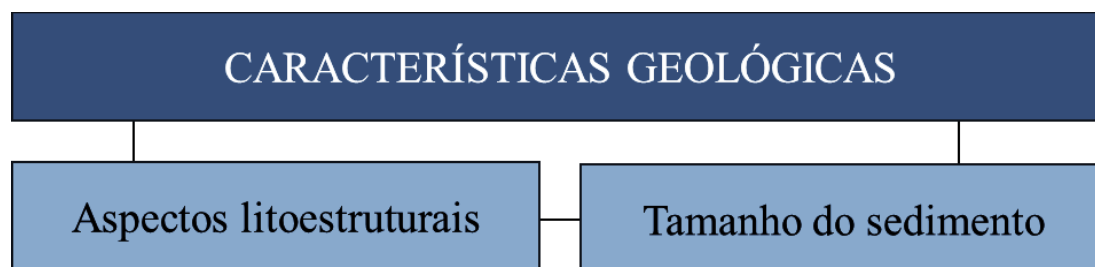 CARACTERÍSTICAS GEOLÓGICAS
Aspectos litoestruturais
Tamanho do sedimento